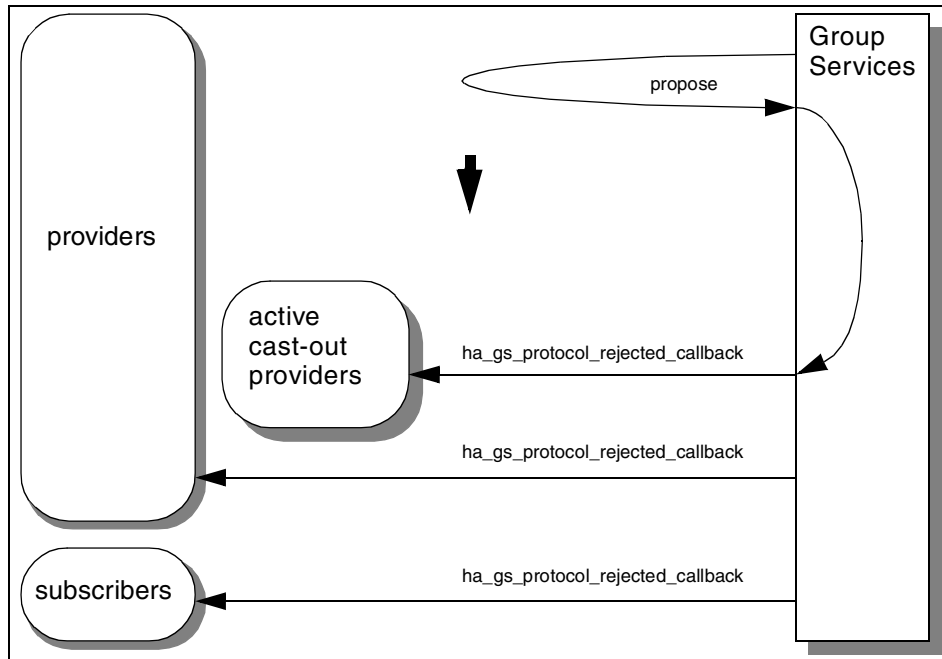 Group
Services
propose
providers
active
cast-out
providers
ha_gs_protocol_rejected_callback
ha_gs_protocol_rejected_callback
subscribers
ha_gs_protocol_rejected_callback